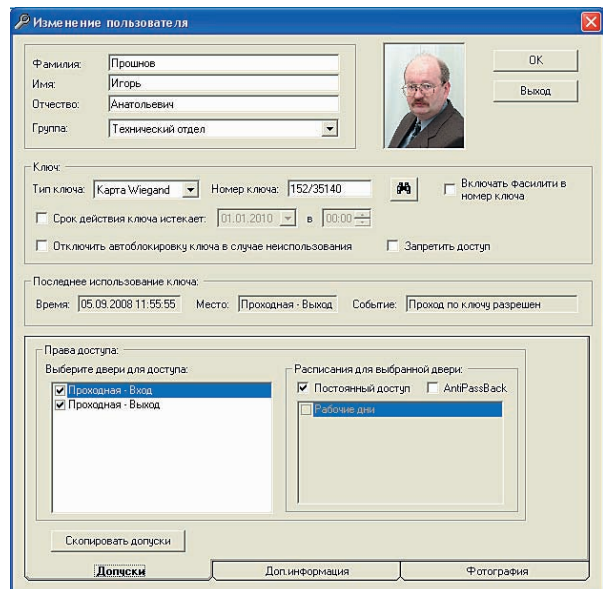 Изменение пользователя
Фамилия: Прошнов
Имя: Игорь
Отчество: Анатольевич
Группа: Технический отдел
OK
Выход
Ключ:
Тип ключа: Карта Wiegand Номер ключа: 152/35140 Включать фасилити в номер ключа
Срок действия ключа истекает: 01.01.2010 в 00:00
Отключить автоблокировку ключа в случае неиспользования Запретить доступ
Последнее использование ключа:
Время: 05.09.2008 11:55:55 Место: Проходная - Выход Событие: Проход по ключу разрешен
Права доступа:
Выберите двери для доступа:
Проходная - Вход
Проходная - Выход
Расписания для выбранной двери:
Постоянный доступ AntiPassBack
Рабочие дни
Скопировать допуски
Допуски Доп.информация Фотография